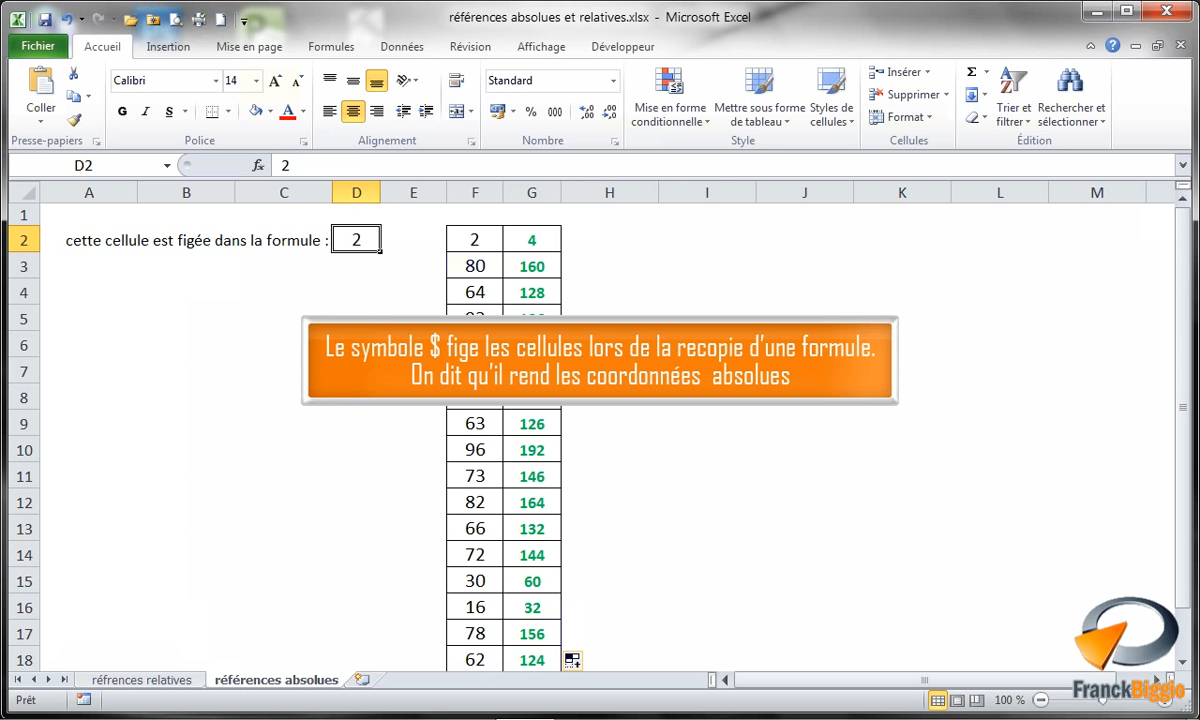 références absolues et relatives.xlsx - Microsoft Excel
Fichier Accueil Insertion Mise en page Formules Données Révision Affichage Développeur
Coller
Calibri 14
G I S
A
Standard
% 000
Mise en forme conditionnelle
Mettre sous forme de tableau
Styles de cellules
Insérer
Supprimer
Format
Σ
Trier et filtrer
Rechercher et sélectionner
Presse-papiers Police Alignement Nombre Style Cellules Édition
D2 fx 2
A B C D E F G H I J K L M
1
2 cette cellule est figée dans la formule : 2 2 4
3 80 160
4 64 128
5
6
7
8
Le symbole $ fige les cellules lors de la recopie d'une formule.
On dit qu'il rend les coordonnées absolues
9 63 126
10 96 192
11 73 146
12 82 164
13 66 132
14 72 144
15 30 60
16 16 32
17 78 156
18 62 124
réfrences relatives références absolues
Prêt 100 %
FranckBiggio